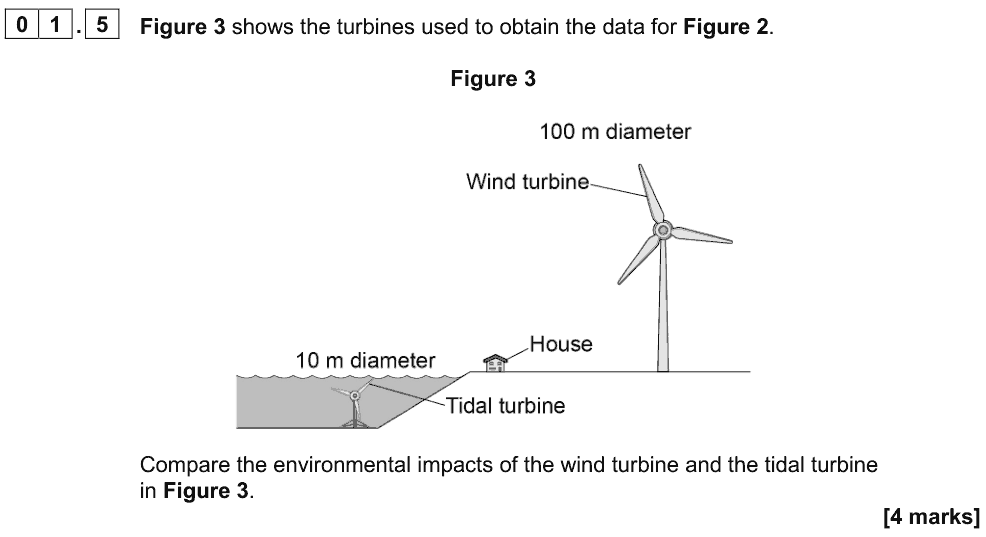 0 1 . 5 Figure 3 shows the turbines used to obtain the data for Figure 2.
Figure 3
100 m diameter
Wind turbine
House
10 m diameter
Tidal turbine
Compare the environmental impacts of the wind turbine and the tidal turbine
in Figure 3.
[4 marks]